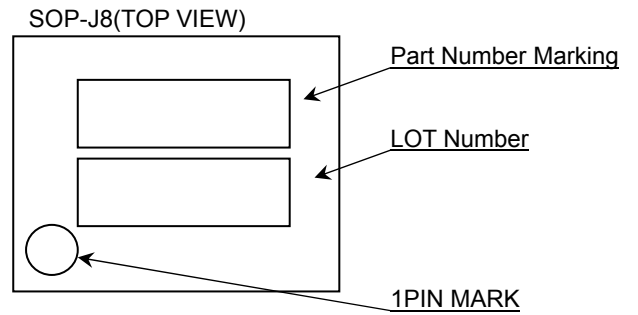 SOP-J8(TOP VIEW)
Part Number Marking
LOT Number
1PIN MARK